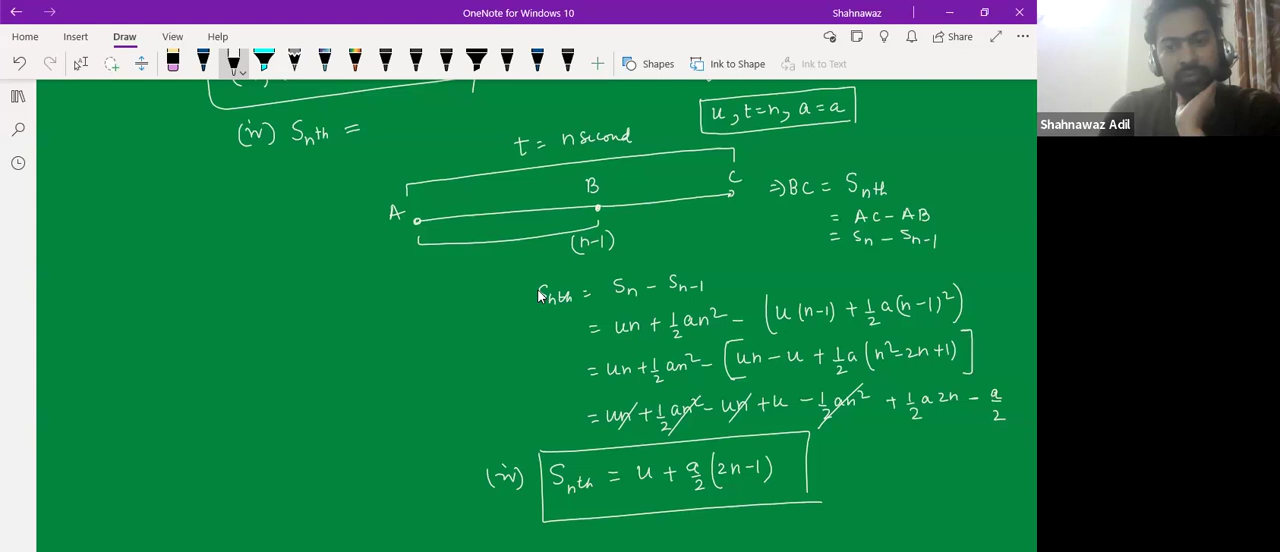 OneNote for Windows 10
Shahnawaz
Home Insert Draw View Help
Share
Shapes Ink to Shape Ink to Text
Shahnawaz Adil
u, t=n, a=a
(iv) Snth =
t = n second
A B C
(n-1)
⇒ BC = Snth
= AC - AB
= Sn - Sn-1
Snth = Sn - Sn-1
= un + 1/2 an² - (u(n-1) + 1/2 a(n-1)²)
= un + 1/2 an² - [un - u + 1/2 a(n² - 2n + 1)]
= un + 1/2 an² - un + u - 1/2 an² + 1/2 a 2n - a/2
(iv) Snth = u + a/2 (2n-1)